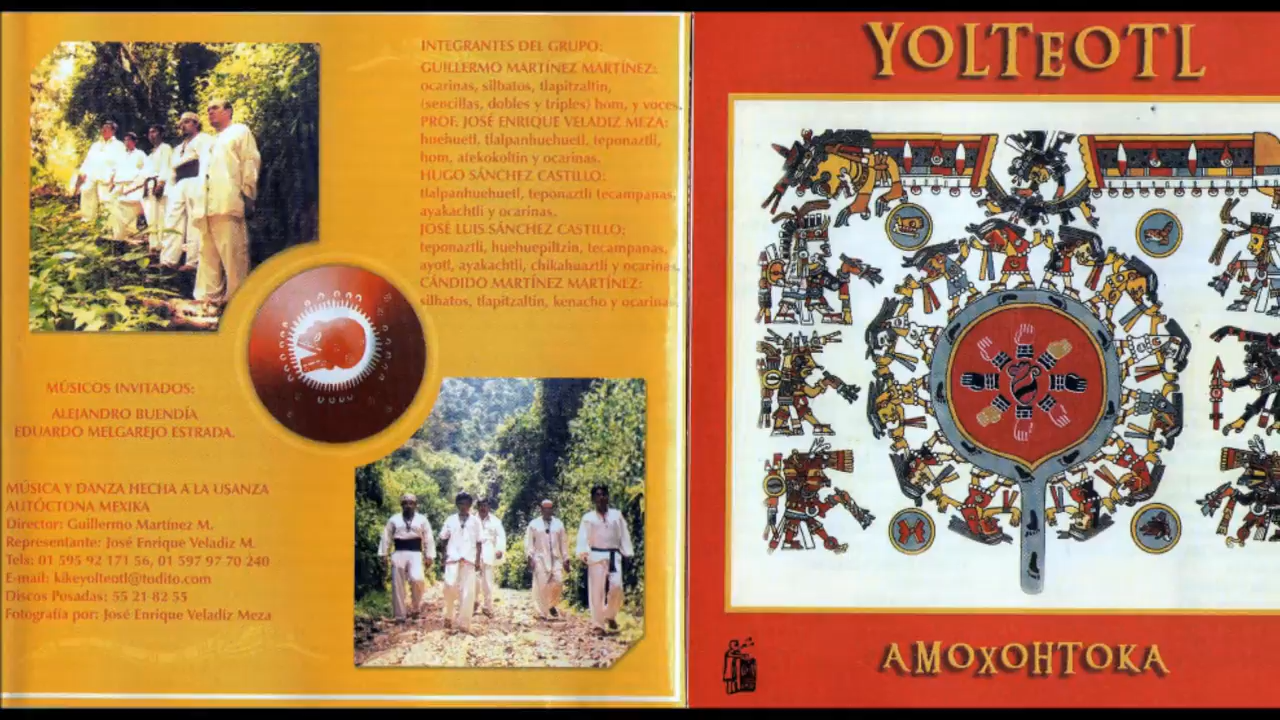 INTEGRANTES DEL GRUPO:
GUILLERMO MARTÍNEZ MARTÍNEZ:
ocarinas, silbatos, tlapitzaltin,
(sencillas, dobles y triples) hom, y voces.
PROF. JOSÉ ENRIQUE VELADIZ MEZA:
huehuetl, tlalpanhuehuetl, teponaztli,
hom, atekokoltin y ocarinas.
HUGO SÁNCHEZ CASTILLO:
tlalpanhuehuetl, teponaztli tecampanas,
ayakachtli y ocarinas.
JOSÉ LUIS SÁNCHEZ CASTILLO:
teponaztli, huehuepiltzin, tecampanas,
ayotl, ayakachtli, chikahuaztli y ocarinas
CÁNDIDO MARTÍNEZ MARTÍNEZ:
silbatos, tlapitzaltin, kenacho y ocarinas.
MÚSICOS INVITADOS:
ALEJANDRO BUENDÍA
EDUARDO MELGAREJO ESTRADA.
MÚSICA Y DANZA HECHA A LA USANZA
AUTÓCTONA MEXIKA
Director: Guillermo Martínez M.
Representante: José Enrique Veladiz M.
Tels: 01 595 92 171 56, 01 597 97 70 240
E-mail: kikeyolteotl@todito.com
Discos Posadas: 55 21 82 55
Fotografía por: José Enrique Veladiz Meza
YOLTEOTL
AMOXOHTOKA